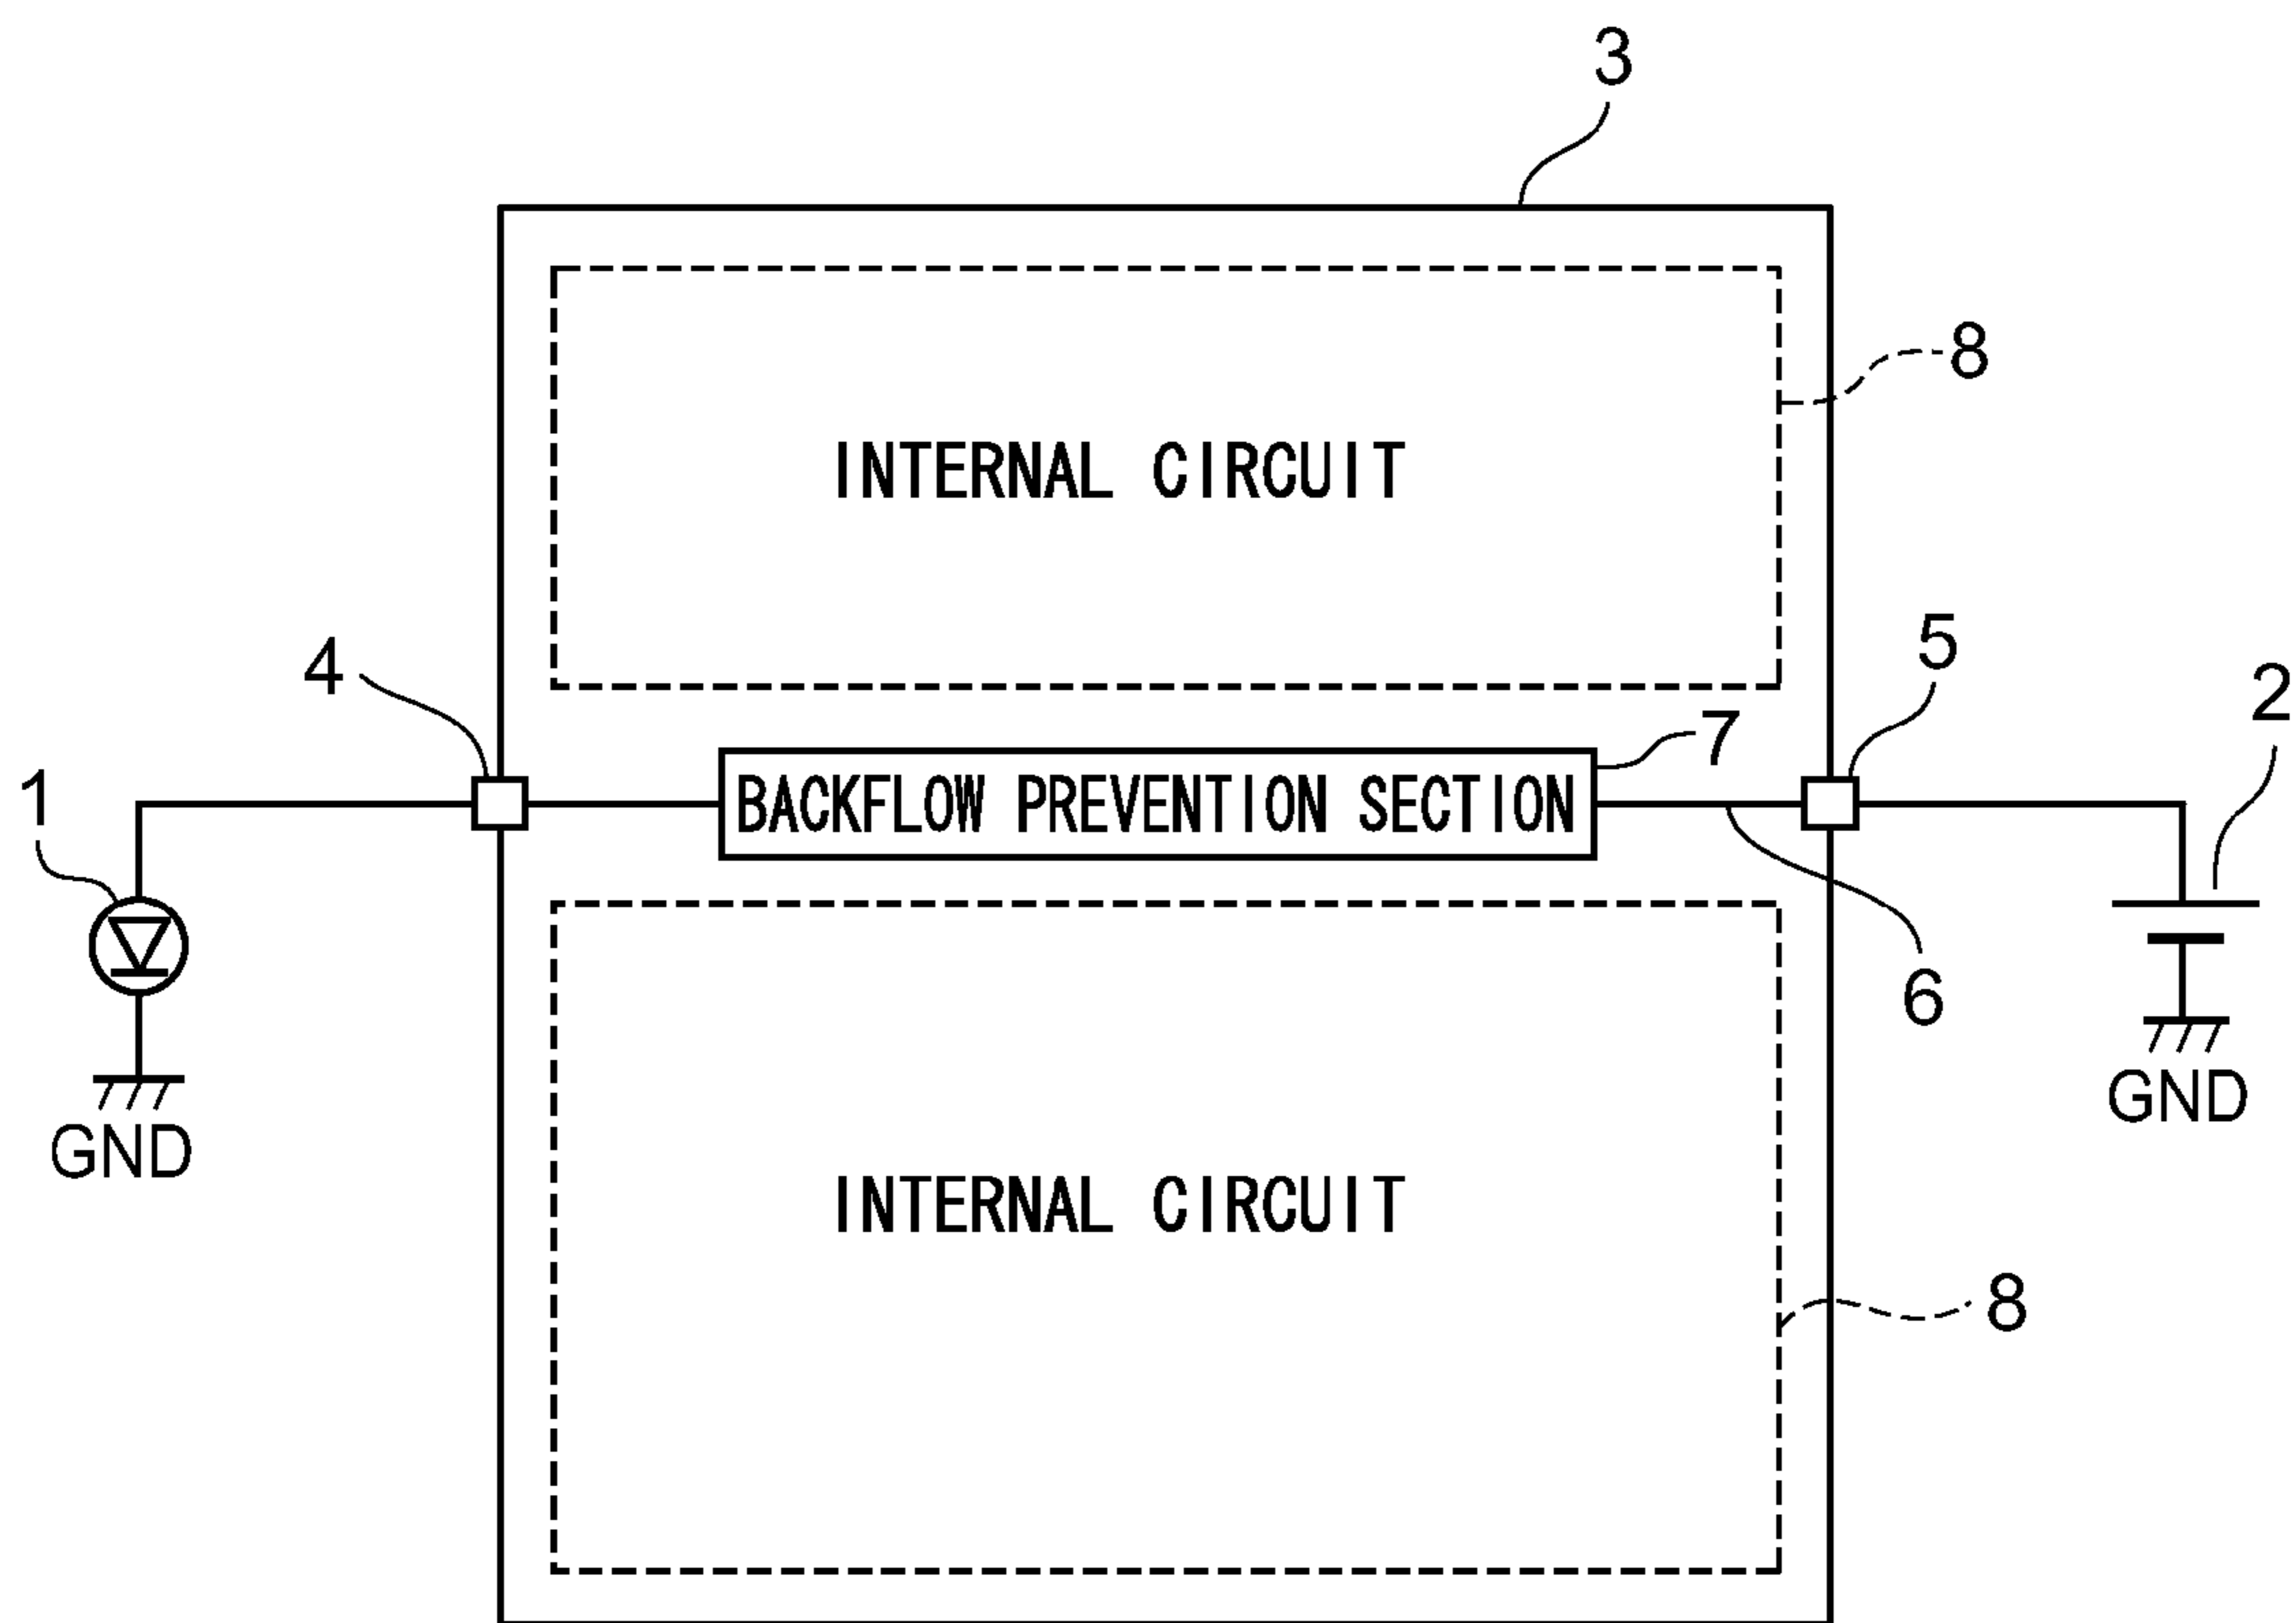 3
8
INTERNAL CIRCUIT
4
5
2
7
1
BACKFLOW PREVENTION SECTION
6
GND
GND
INTERNAL CIRCUIT
8